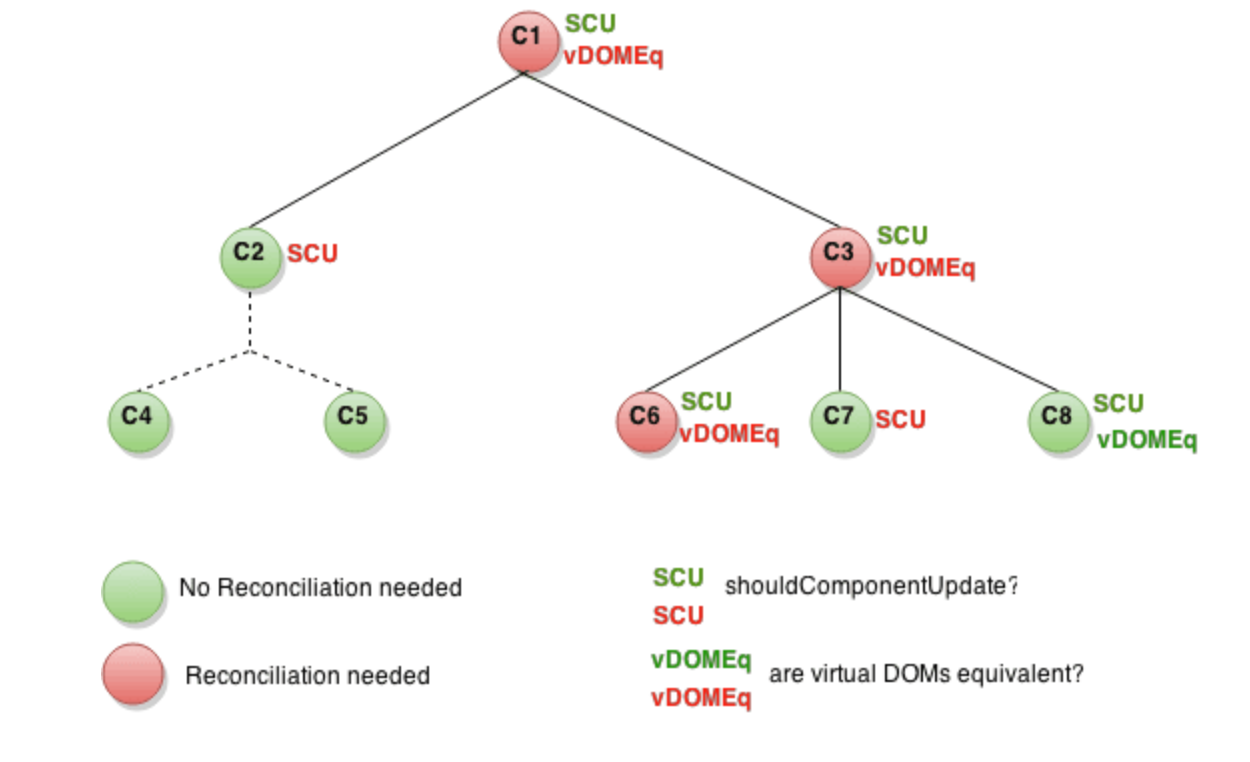 C1 SCU
vDOMEq
C2 SCU
C3 SCU
vDOMEq
C4
C5
C6 SCU
vDOMEq
C7 SCU
C8 SCU
vDOMEq
No Reconciliation needed
Reconciliation needed
SCU shouldComponentUpdate?
SCU
vDOMEq are virtual DOMs equivalent?
vDOMEq